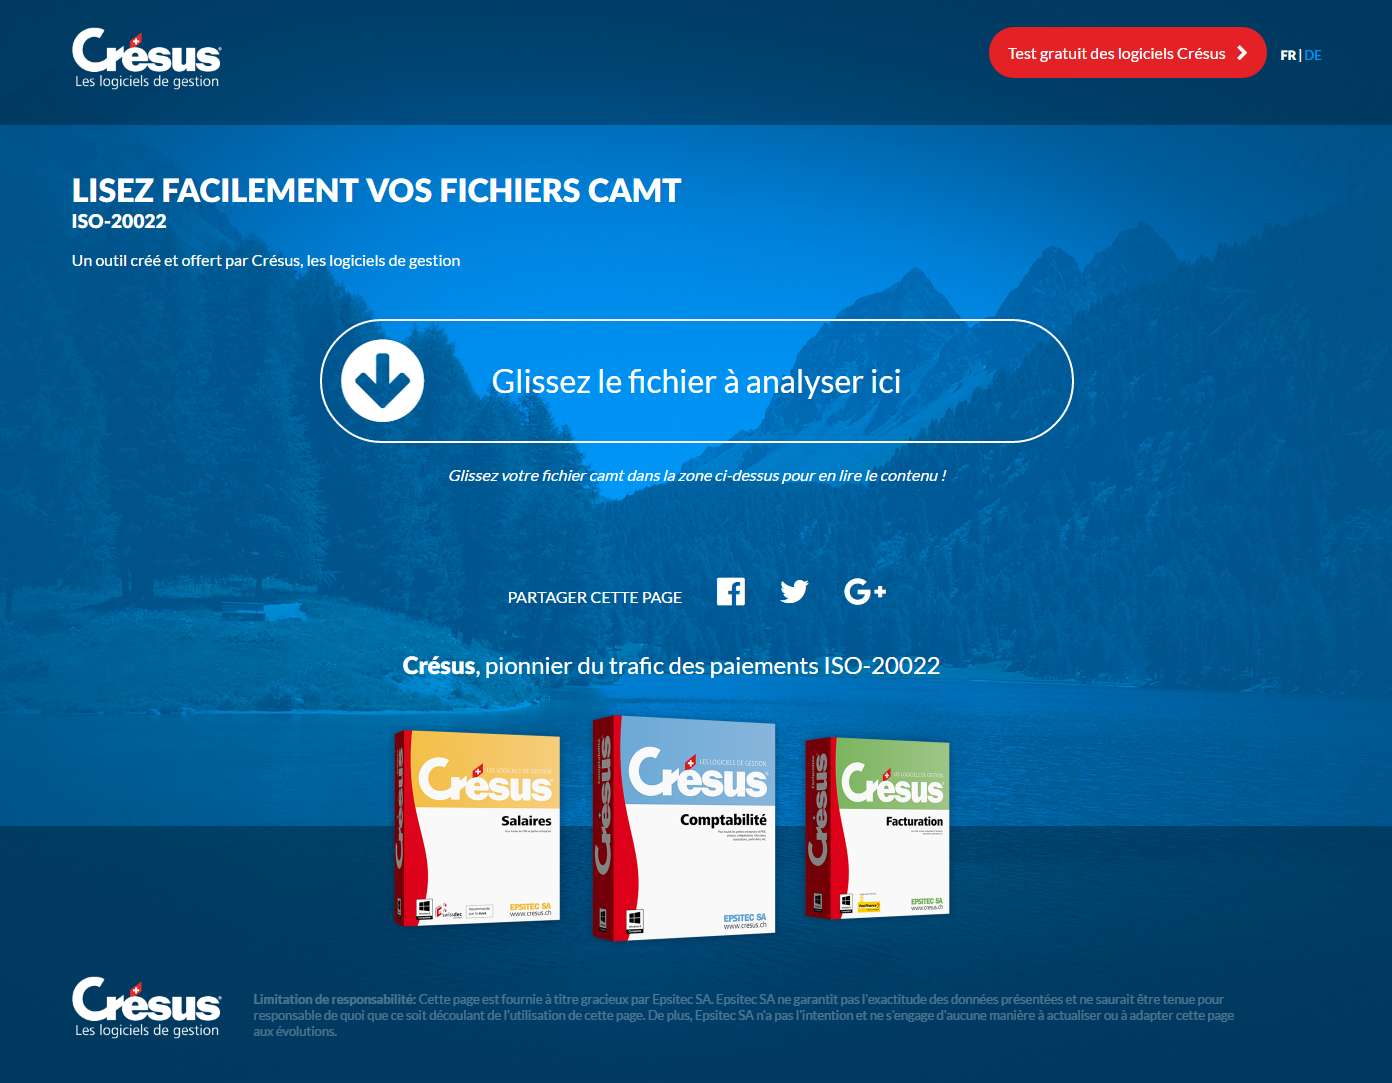 Crésus
Les logiciels de gestion
Test gratuit des logiciels Crésus
FR | DE
LISEZ FACILEMENT VOS FICHIERS CAMT
ISO-20022
Un outil créé et offert par Crésus, les logiciels de gestion
Glissez le fichier à analyser ici
Glissez votre fichier camt dans la zone ci-dessus pour en lire le contenu !
PARTAGER CETTE PAGE
Crésus, pionnier du trafic des paiements ISO-20022
Crésus
LES LOGICIELS DE GESTION
Crésus
Salaires
swissdec
EPSITEC SA
www.cresus.ch
Comptabilité
Crésus
LES LOGICIELS DE GESTION
Crésus
Comptabilité
EPSITEC SA
www.cresus.ch
Crésus
LES LOGICIELS DE GESTION
Crésus
Facturation
EPSITEC SA
www.cresus.ch
Crésus
Les logiciels de gestion
Limitation de responsabilité: Cette page est fournie à titre gracieux par Epsitec SA. Epsitec SA ne garantit pas l'exactitude des données présentées et ne saurait être tenue pour
responsable de quoi que ce soit découlant de l'utilisation de cette page. De plus, Epsitec SA n'a pas l'intention et ne s'engage d'aucune manière à actualiser ou à adapter cette page
aux évolutions.